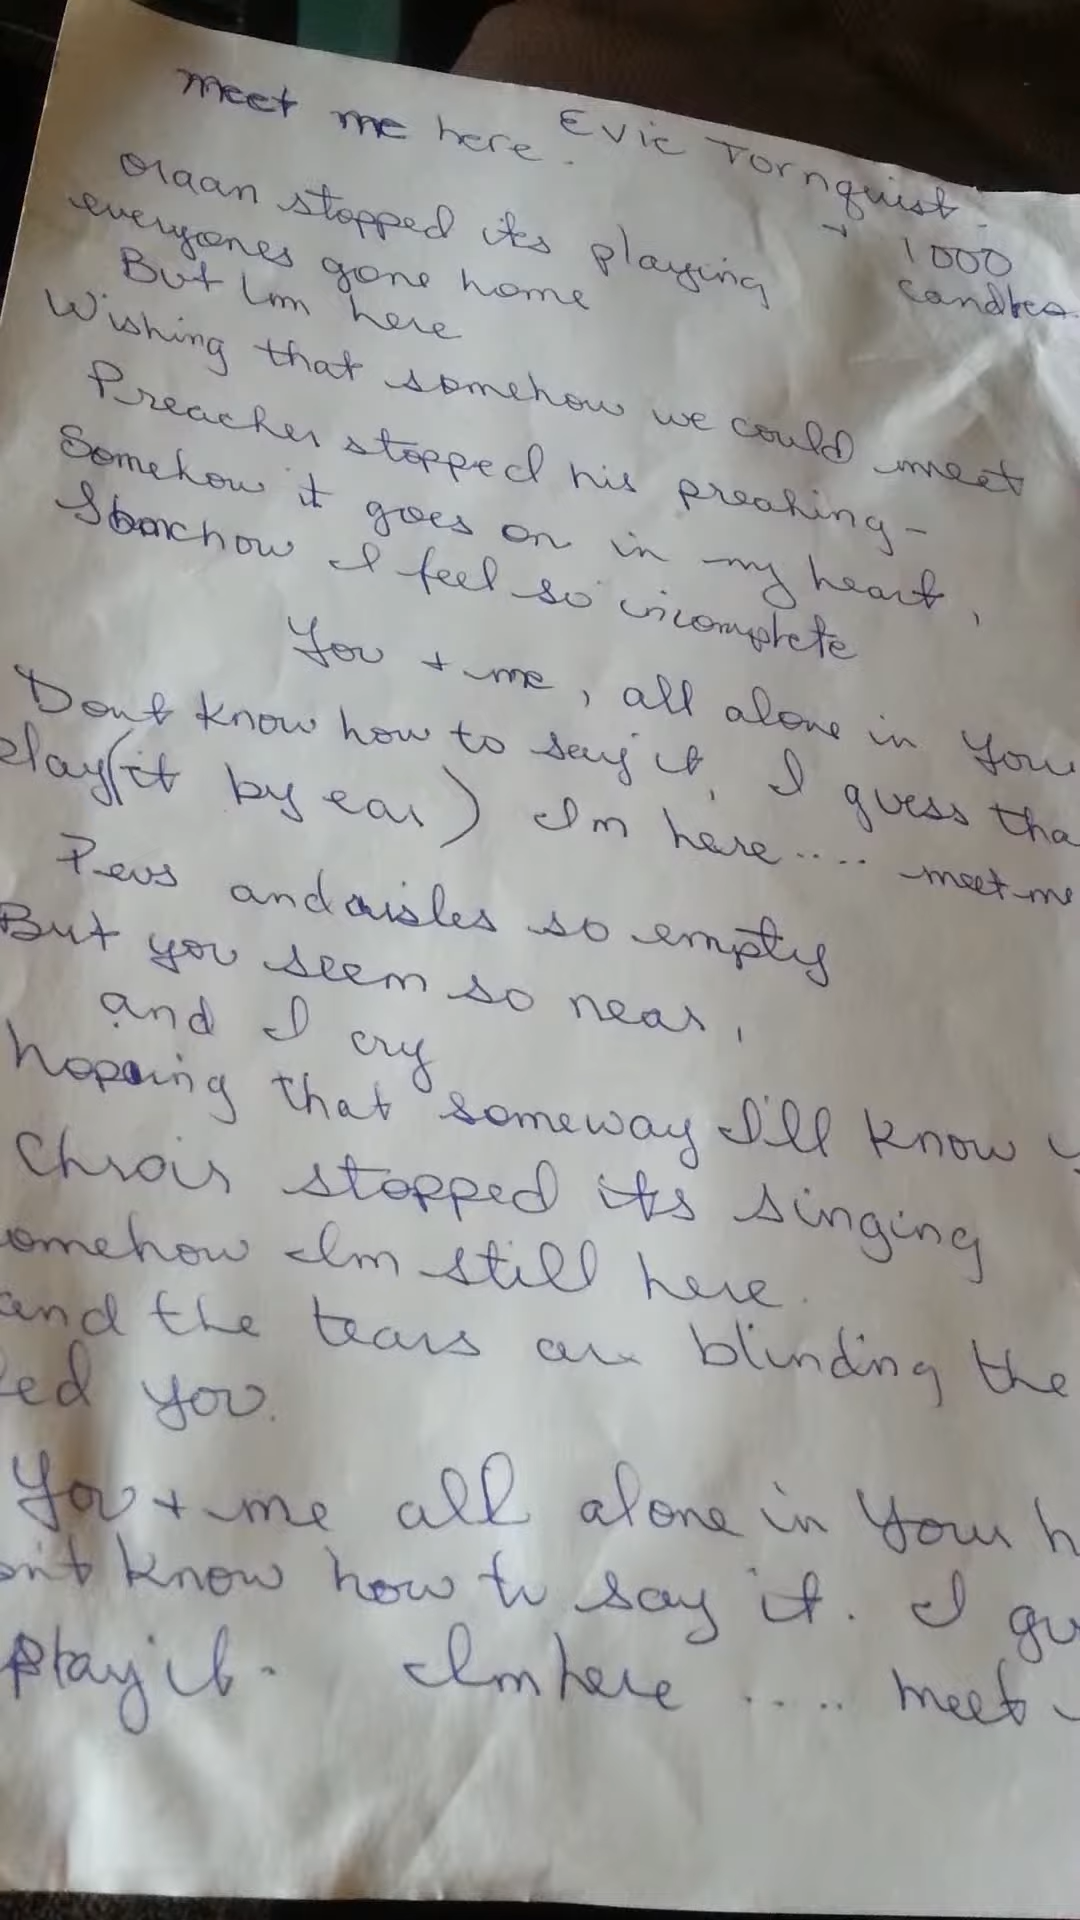 meet me here. Evie Tornquist
+ 1000
candles.
oraan stopped its playing
everyones gone home
But Im here
Wishing that somehow we could meet
Preacher stopped his preaking -
Somehow it goes on in my heart,
somehow I feel so incomplete
You + me, all alone in Your
Dont know how to say it, I guess tha
play (it by ear) Im here .... meet me
Pews and aisles so empty
But you seem so near,
and I cry
hoping that someway I'll know y
Chroir stopped its singing
omehow Im still here.
and the tears are blinding the
ed you.
You + me all alone in Your h
on't know how to say it. I gu
play it. Im here ..... meet